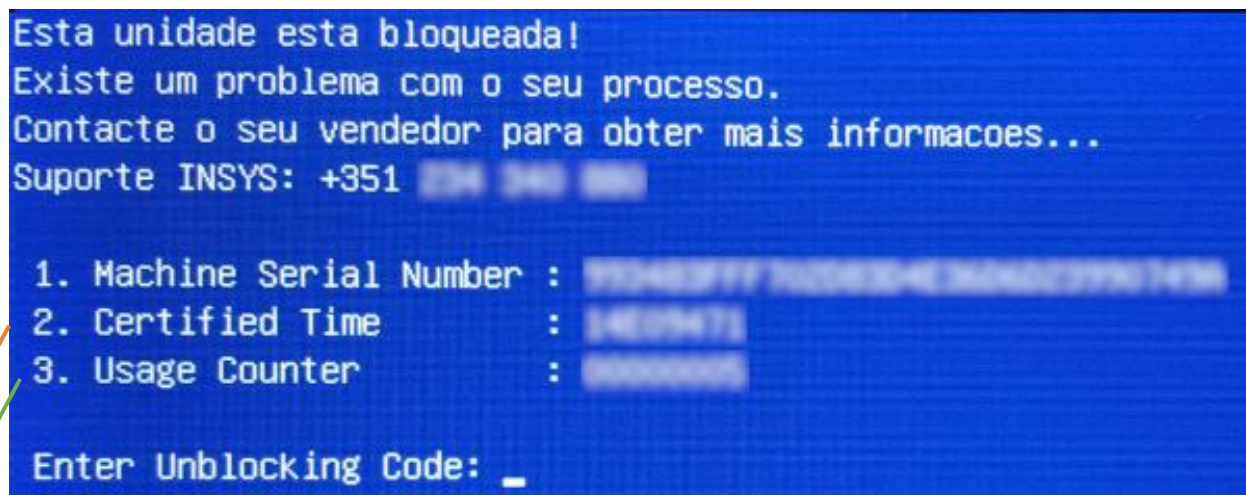 Esta unidade esta bloqueada!
Existe um problema com o seu processo.
Contacte o seu vendedor para obter mais informacoes...
Suporte INSYS: +351
1. Machine Serial Number :
2. Certified Time :
3. Usage Counter :
Enter Unblocking Code: _